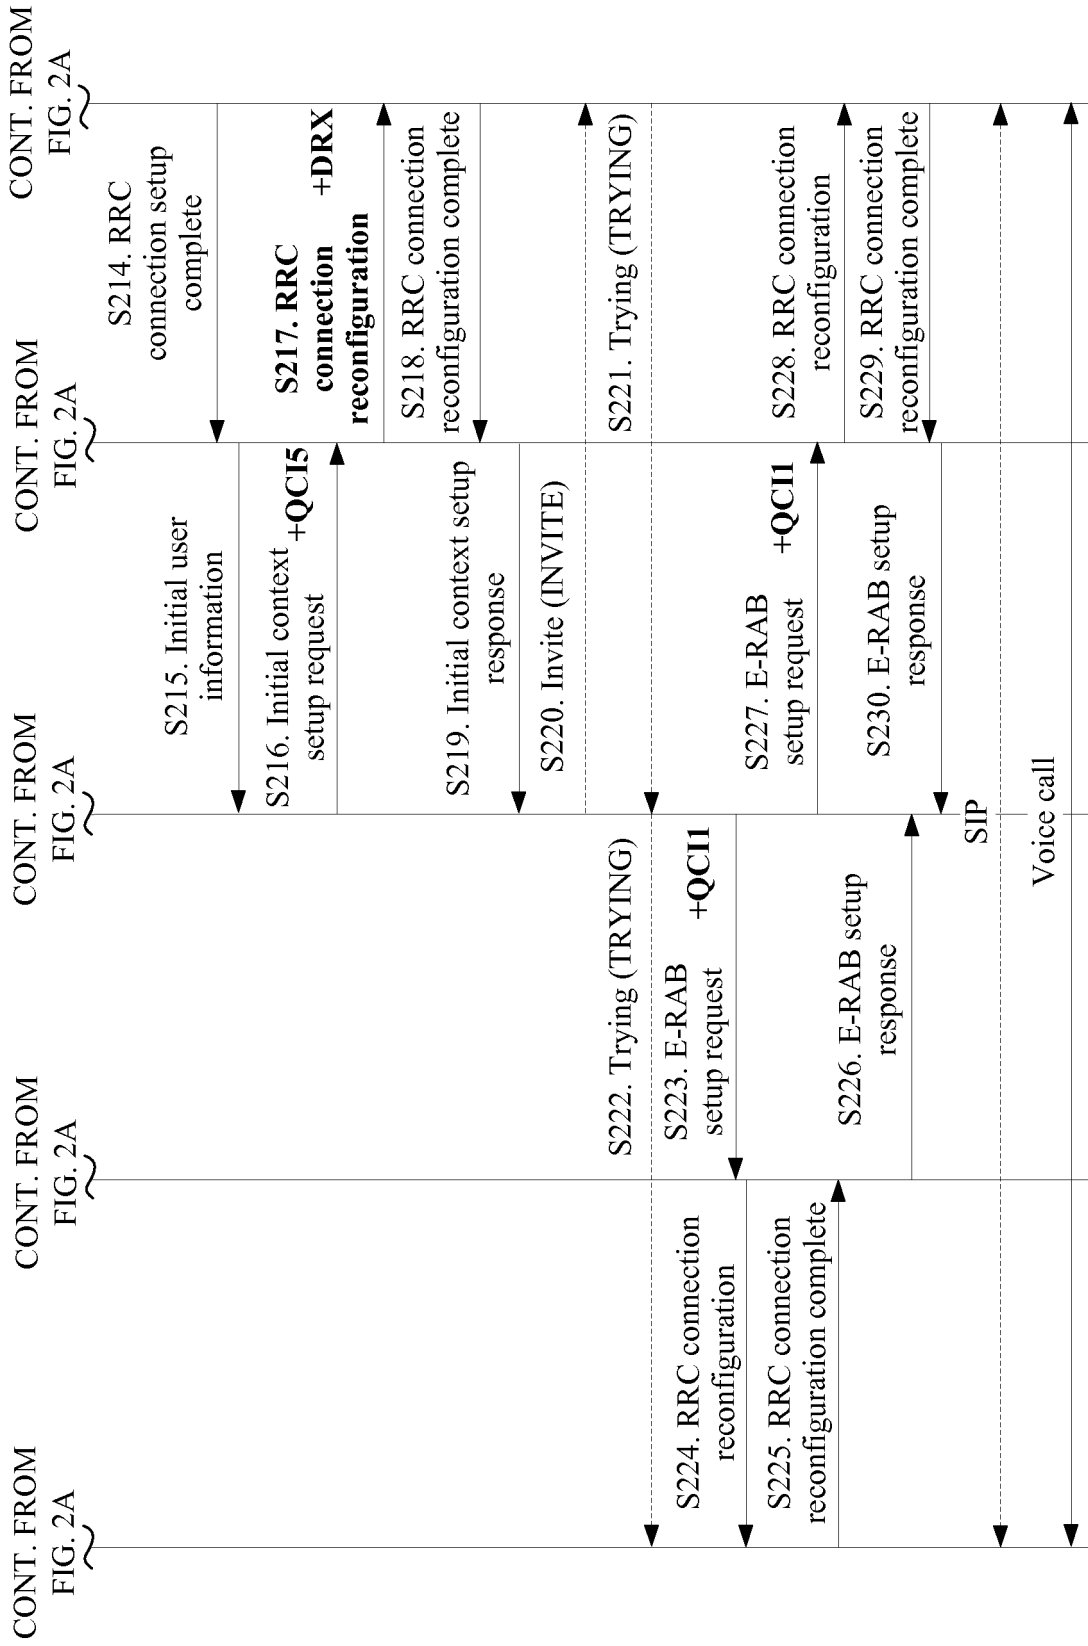 CONT. FROM
FIG. 2A
CONT. FROM
FIG. 2A
CONT. FROM
FIG. 2A
CONT. FROM
FIG. 2A
CONT. FROM
FIG. 2A
S214. RRC
connection setup
complete
S215. Initial user
information
S216. Initial context
setup request
+QCI5
S217. RRC
connection
reconfiguration
+DRX
S218. RRC connection
reconfiguration complete
S219. Initial context setup
response
S220. Invite (INVITE)
S221. Trying (TRYING)
S222. Trying (TRYING)
S223. E-RAB
setup request
+QCI1
S224. RRC connection
reconfiguration
S225. RRC connection
reconfiguration complete
S226. E-RAB setup
response
S227. E-RAB
setup request
+QCI1
S228. RRC connection
reconfiguration
S229. RRC connection
reconfiguration complete
S230. E-RAB setup
response
SIP
Voice call